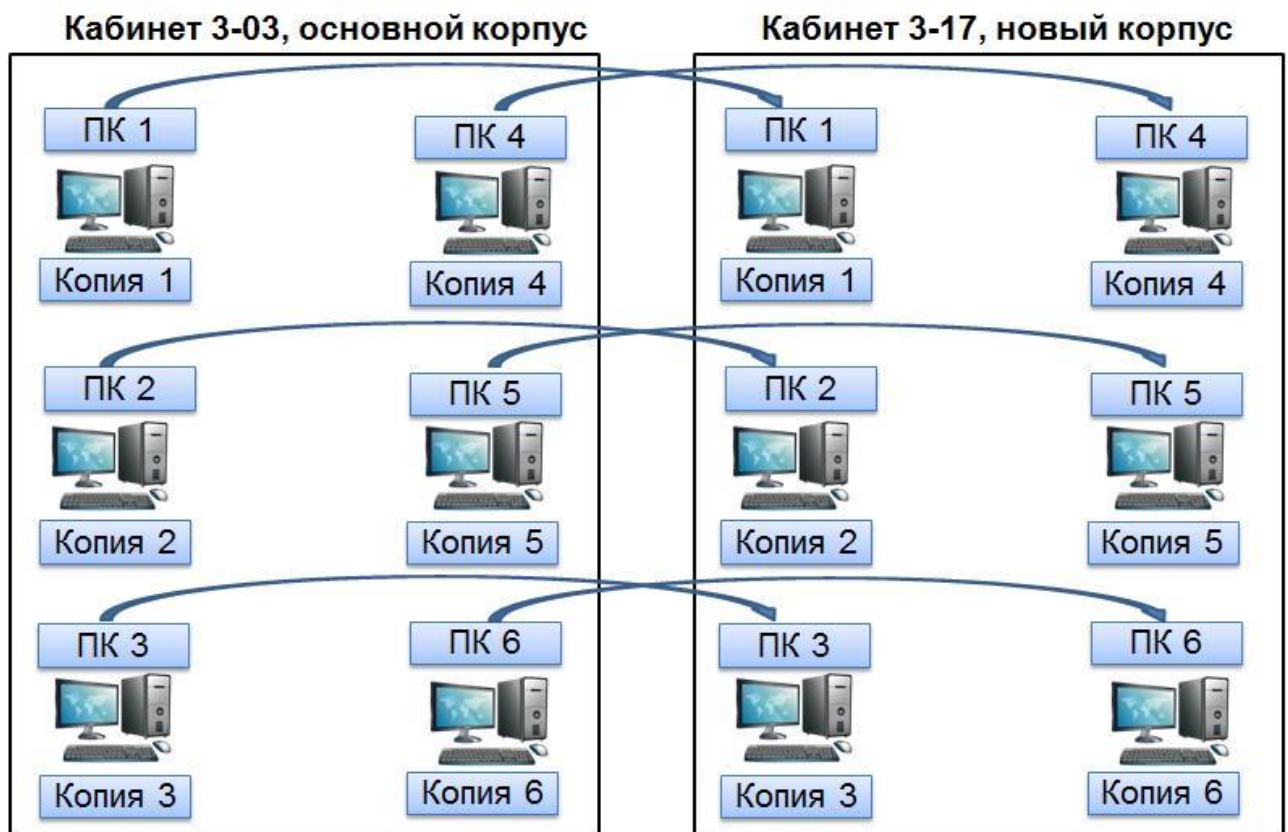 Кабинет 3-03, основной корпус
Кабинет 3-17, новый корпус
ПК 1
ПК 4
ПК 1
ПК 4
Копия 1
Копия 4
Копия 1
Копия 4
ПК 2
ПК 5
ПК 2
ПК 5
Копия 2
Копия 5
Копия 2
Копия 5
ПК 3
ПК 6
ПК 3
ПК 6
Копия 3
Копия 6
Копия 3
Копия 6